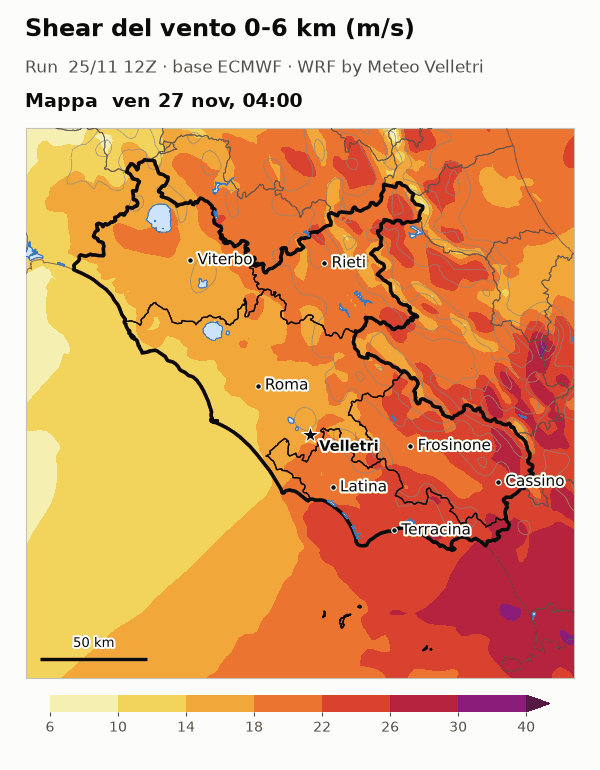 Shear del vento 0-6 km (m/s)
Run  25/11 12Z · base ECMWF · WRF by Meteo Velletri
Mappa  ven 27 nov, 04:00
Viterbo
Rieti
Roma
Velletri
Frosinone
Cassino
Latina
Terracina
50 km
6 10 14 18 22 26 30 40